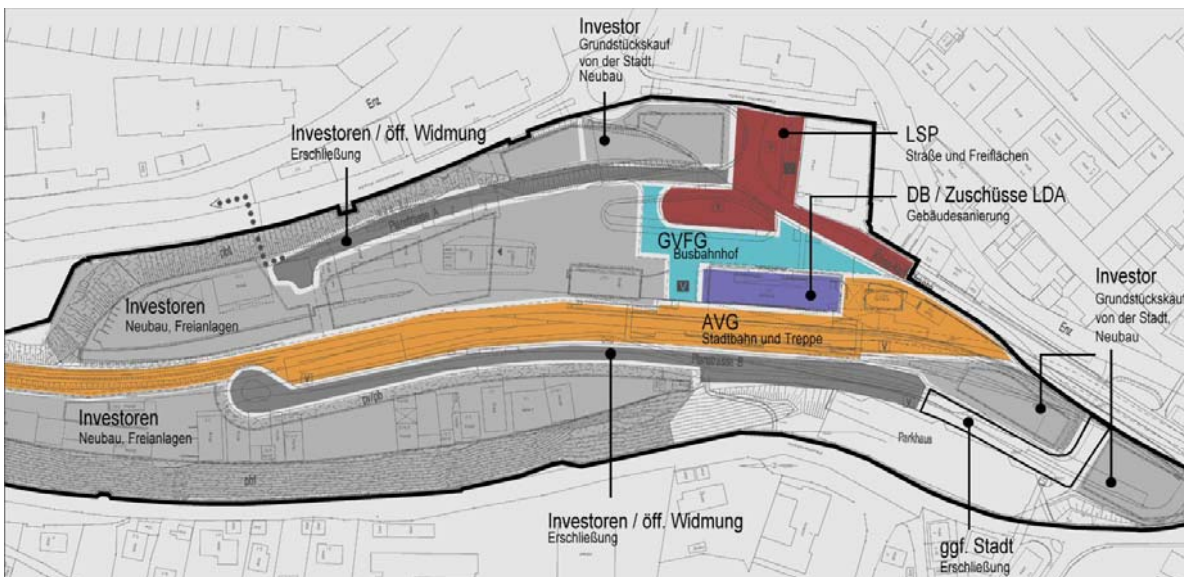 Investor
Grundstückskauf
von der Stadt,
Neubau
Enz
Investoren / öff. Widmung
Erschließung
LSP
Straße und Freiflächen
DB / Zuschüsse LDA
Gebäudesanierung
Planstraße A
GVFG
Busbahnhof
V
Investoren
Neubau, Freianlagen
AVG
Stadtbahn und Treppe
V
Planstrasse B
Investor
Grundstückskauf
von der Stadt,
Neubau
Enz
Investoren
Neubau, Freianlagen
Parkhaus
Investoren / öff. Widmung
Erschließung
ggf. Stadt
Erschließung